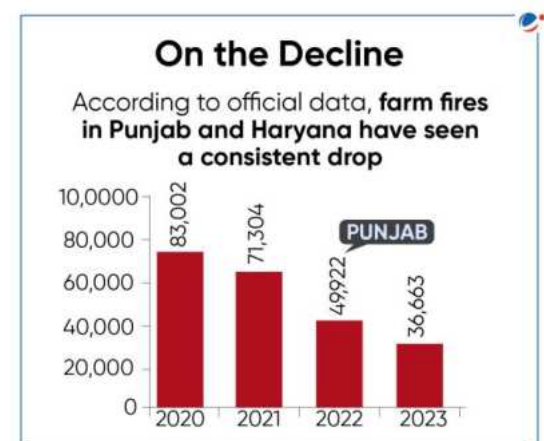 On the Decline
According to official data, farm fires
in Punjab and Haryana have seen
a consistent drop
10,0000
80,000
60,000
40,000
20,000
0
83,002
71,304
49,922
36,663
PUNJAB
2020 2021 2022 2023